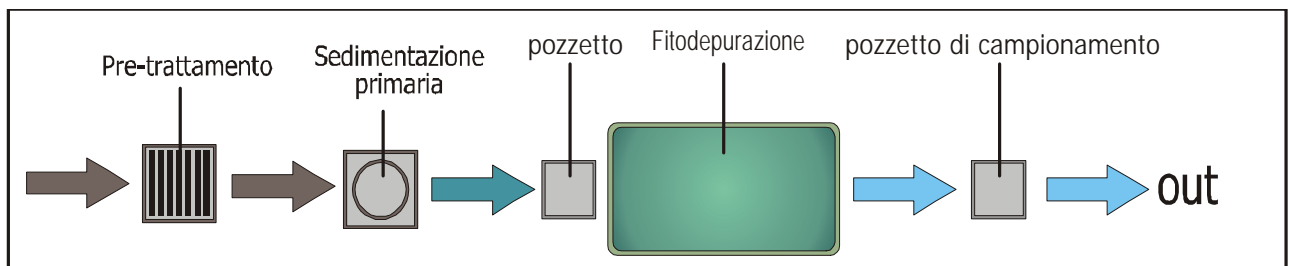 Pre-trattamento
Sedimentazione
primaria
pozzetto
Fitodepurazione
pozzetto di campionamento
out